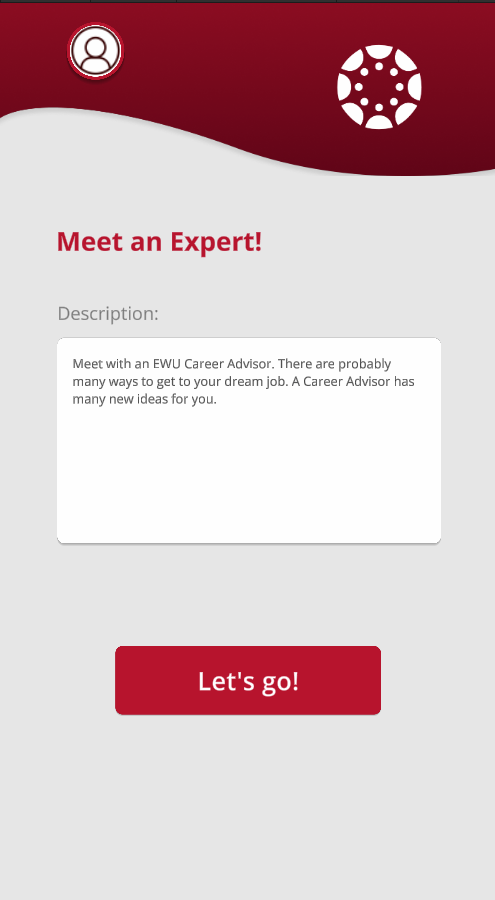 Meet an Expert!
Description:
Meet with an EWU Career Advisor. There are probably
many ways to get to your dream job. A Career Advisor has
many new ideas for you.
Let's go!